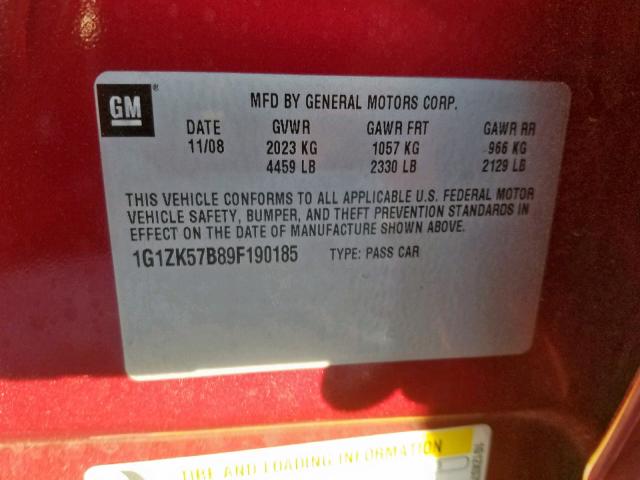 GM®
MFD BY GENERAL MOTORS CORP.
DATE GVWR GAWR FRT GAWR RR
11/08 2023 KG 1057 KG 966 KG
4459 LB 2330 LB 2129 LB
THIS VEHICLE CONFORMS TO ALL APPLICABLE U.S. FEDERAL MOTOR
VEHICLE SAFETY, BUMPER, AND THEFT PREVENTION STANDARDS IN
EFFECT ON THE DATE OF MANUFACTURE SHOWN ABOVE.
1G1ZK57B89F190185 TYPE: PASS CAR
TIRE AND LOADING INFORMATION